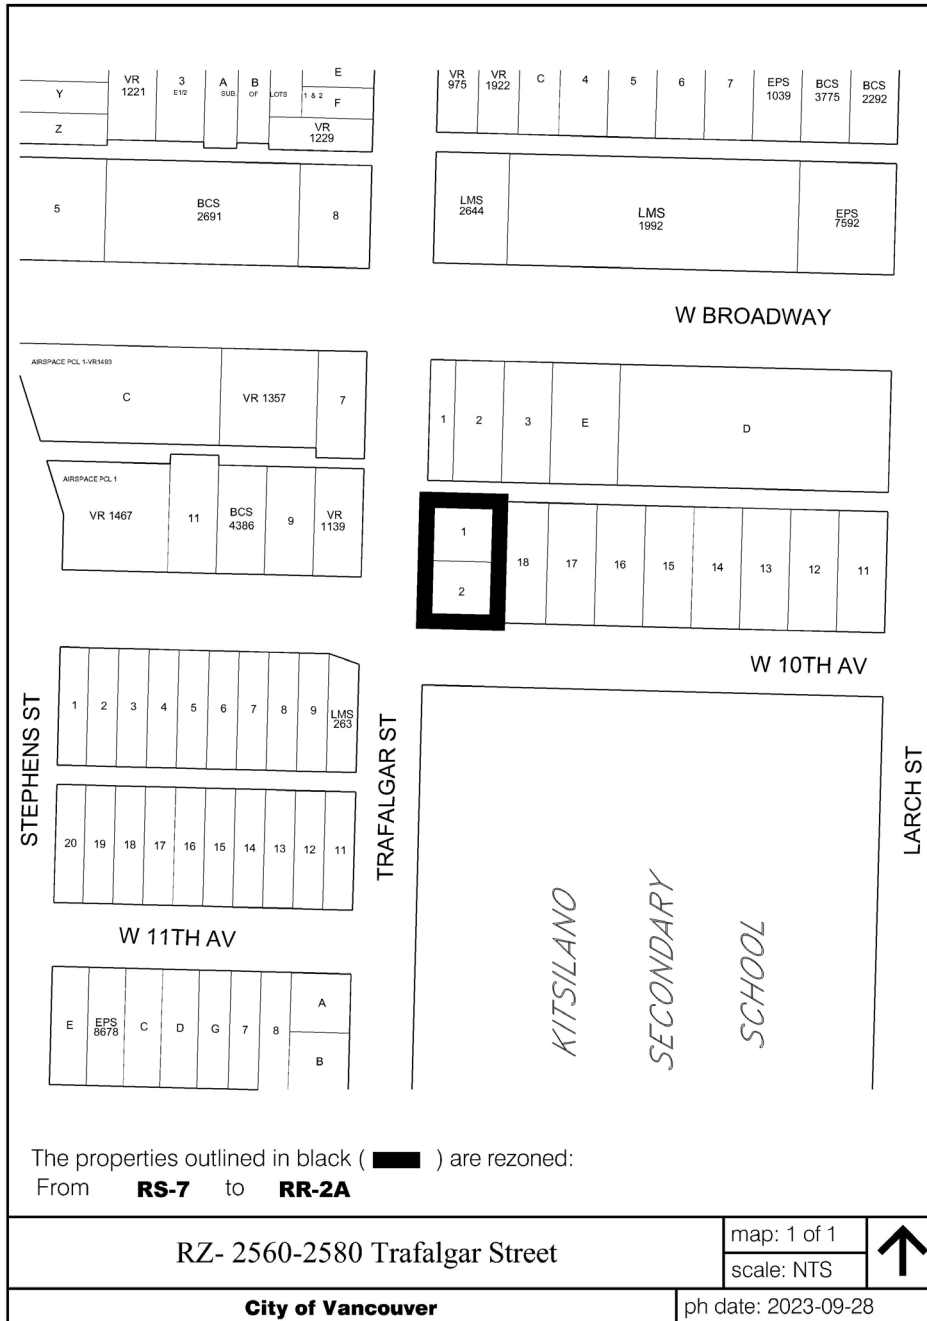 VR
1221
3
E1/2
A
SUB.
B
OF
LOTS
1 & 2
E
F
VR
1229
Y
Z
VR
975
VR
1922
C
4
5
6
7
EPS
1039
BCS
3775
BCS
2292
5
BCS
2691
8
LMS
2644
LMS
1992
EPS
7592
W BROADWAY
AIRSPACE PCL 1-VR1493
C
VR 1357
7
1
2
3
E
D
AIRSPACE PCL 1
VR 1467
11
BCS
4386
9
VR
1139
1
2
18
17
16
15
14
13
12
11
W 10TH AV
STEPHENS ST
1
2
3
4
5
6
7
8
9
LMS
263
TRAFALGAR ST
LARCH ST
20
19
18
17
16
15
14
13
12
11
W 11TH AV
KITSILANO
SECONDARY
SCHOOL
E
EPS
8678
C
D
G
7
8
A
B
The properties outlined in black ( ) are rezoned:
From RS-7 to RR-2A
RZ- 2560-2580 Trafalgar Street
map: 1 of 1
scale: NTS
City of Vancouver
ph date: 2023-09-28